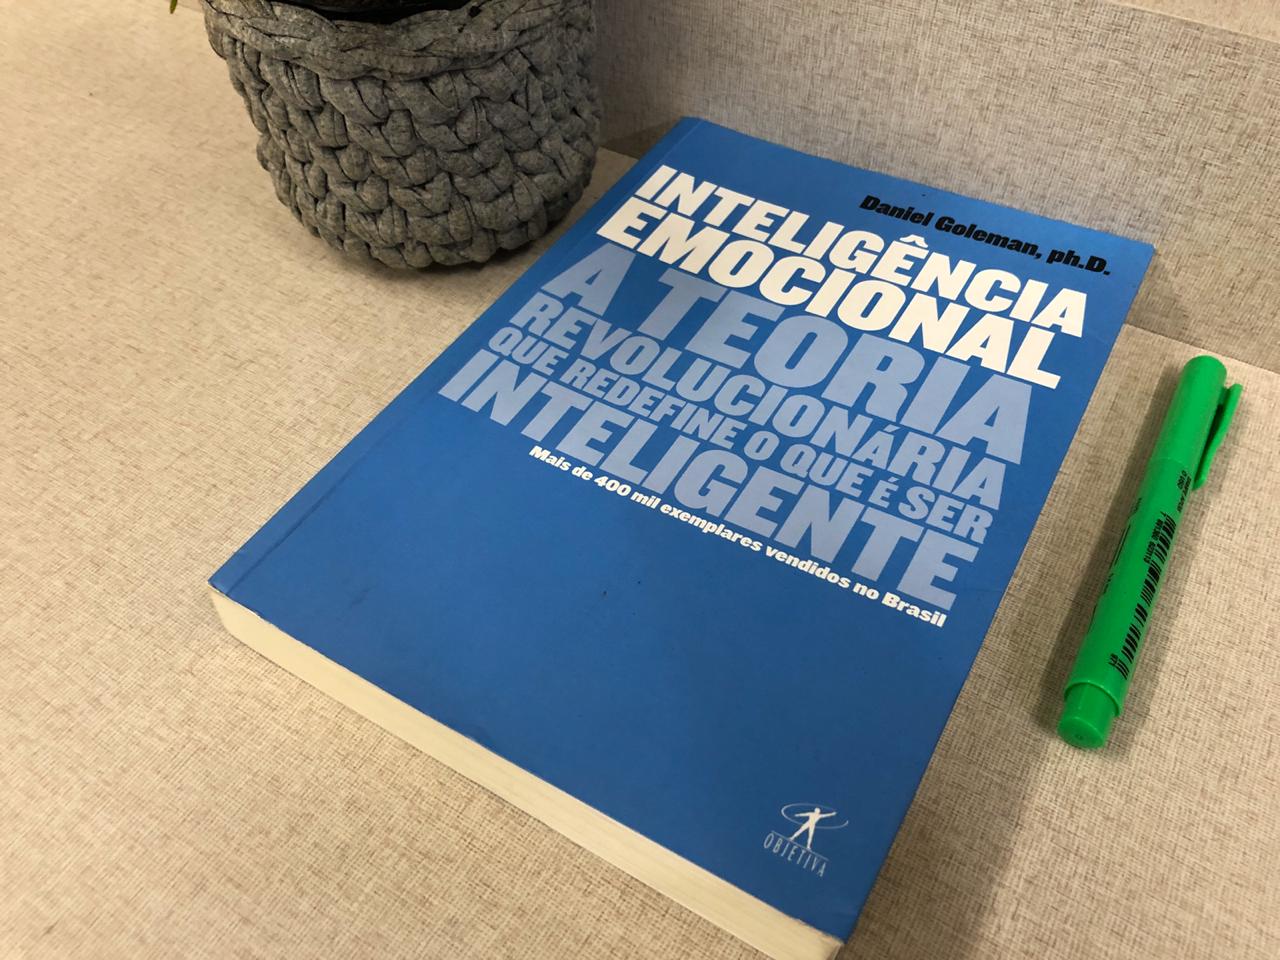 Daniel Goleman, ph.D.
INTELIGÊNCIA
EMOCIONAL
A TEORIA
REVOLUCIONÁRIA
QUE REDEFINE O QUE É SER
INTELIGENTE
Mais de 400 mil exemplares vendidos no Brasil
OBJETIVA